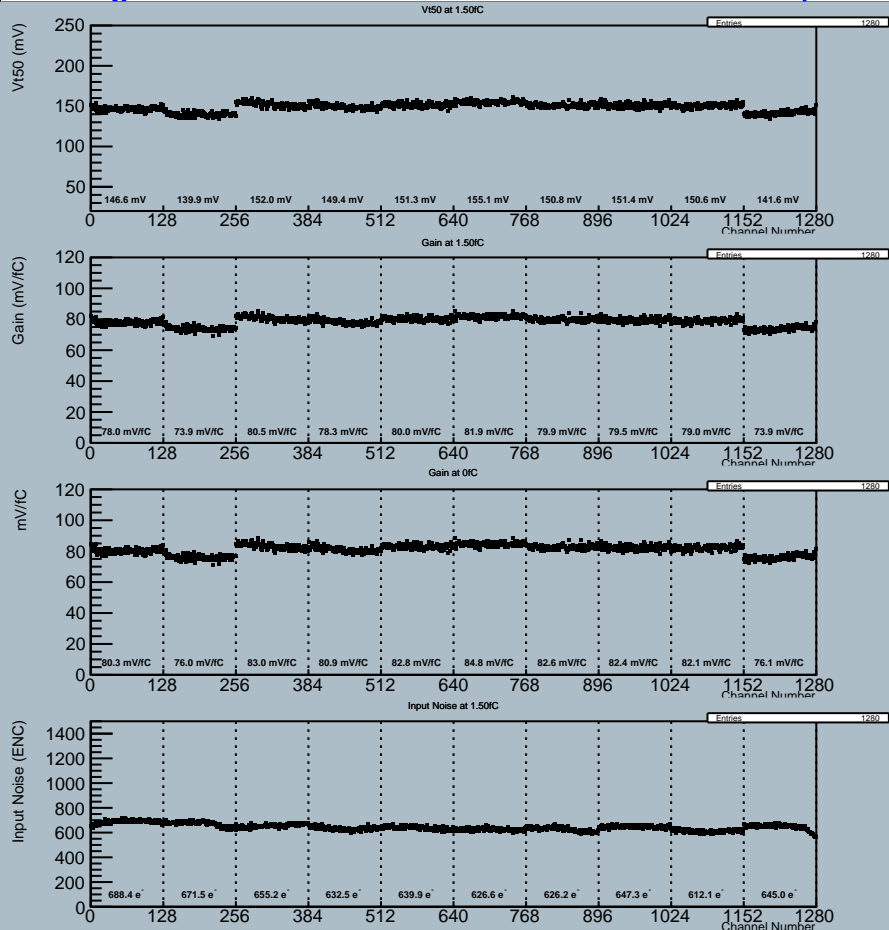 Vt50 at 1.50fC
Entries 1280
Vt50 (mV)
250
200
150
100
50
146.6 mV 139.9 mV 152.0 mV 149.4 mV 151.3 mV 155.1 mV 150.8 mV 151.4 mV 150.6 mV 141.6 mV
0 128 256 384 512 640 768 896 1024 1152 1280
Channel Number
Gain at 1.50fC
Entries 1280
Gain (mV/fC)
120
100
80
60
40
20
0
78.0 mV/fC 73.9 mV/fC 80.5 mV/fC 78.3 mV/fC 80.0 mV/fC 81.9 mV/fC 79.9 mV/fC 79.5 mV/fC 79.0 mV/fC 73.9 mV/fC
0 128 256 384 512 640 768 896 1024 1152 1280
Channel Number
Gain at 0fC
Entries 1280
mV/fC
120
100
80
60
40
20
0
80.3 mV/fC 76.0 mV/fC 83.0 mV/fC 80.9 mV/fC 82.8 mV/fC 84.8 mV/fC 82.6 mV/fC 82.4 mV/fC 82.1 mV/fC 76.1 mV/fC
0 128 256 384 512 640 768 896 1024 1152 1280
Channel Number
Input Noise at 1.50fC
Entries 1280
Input Noise (ENC)
1400
1200
1000
800
600
400
200
0
688.4 e⁻ 671.5 e⁻ 655.2 e⁻ 632.5 e⁻ 639.9 e⁻ 626.6 e⁻ 626.2 e⁻ 647.3 e⁻ 612.1 e⁻ 645.0 e⁻
0 128 256 384 512 640 768 896 1024 1152 1280
Channel Number